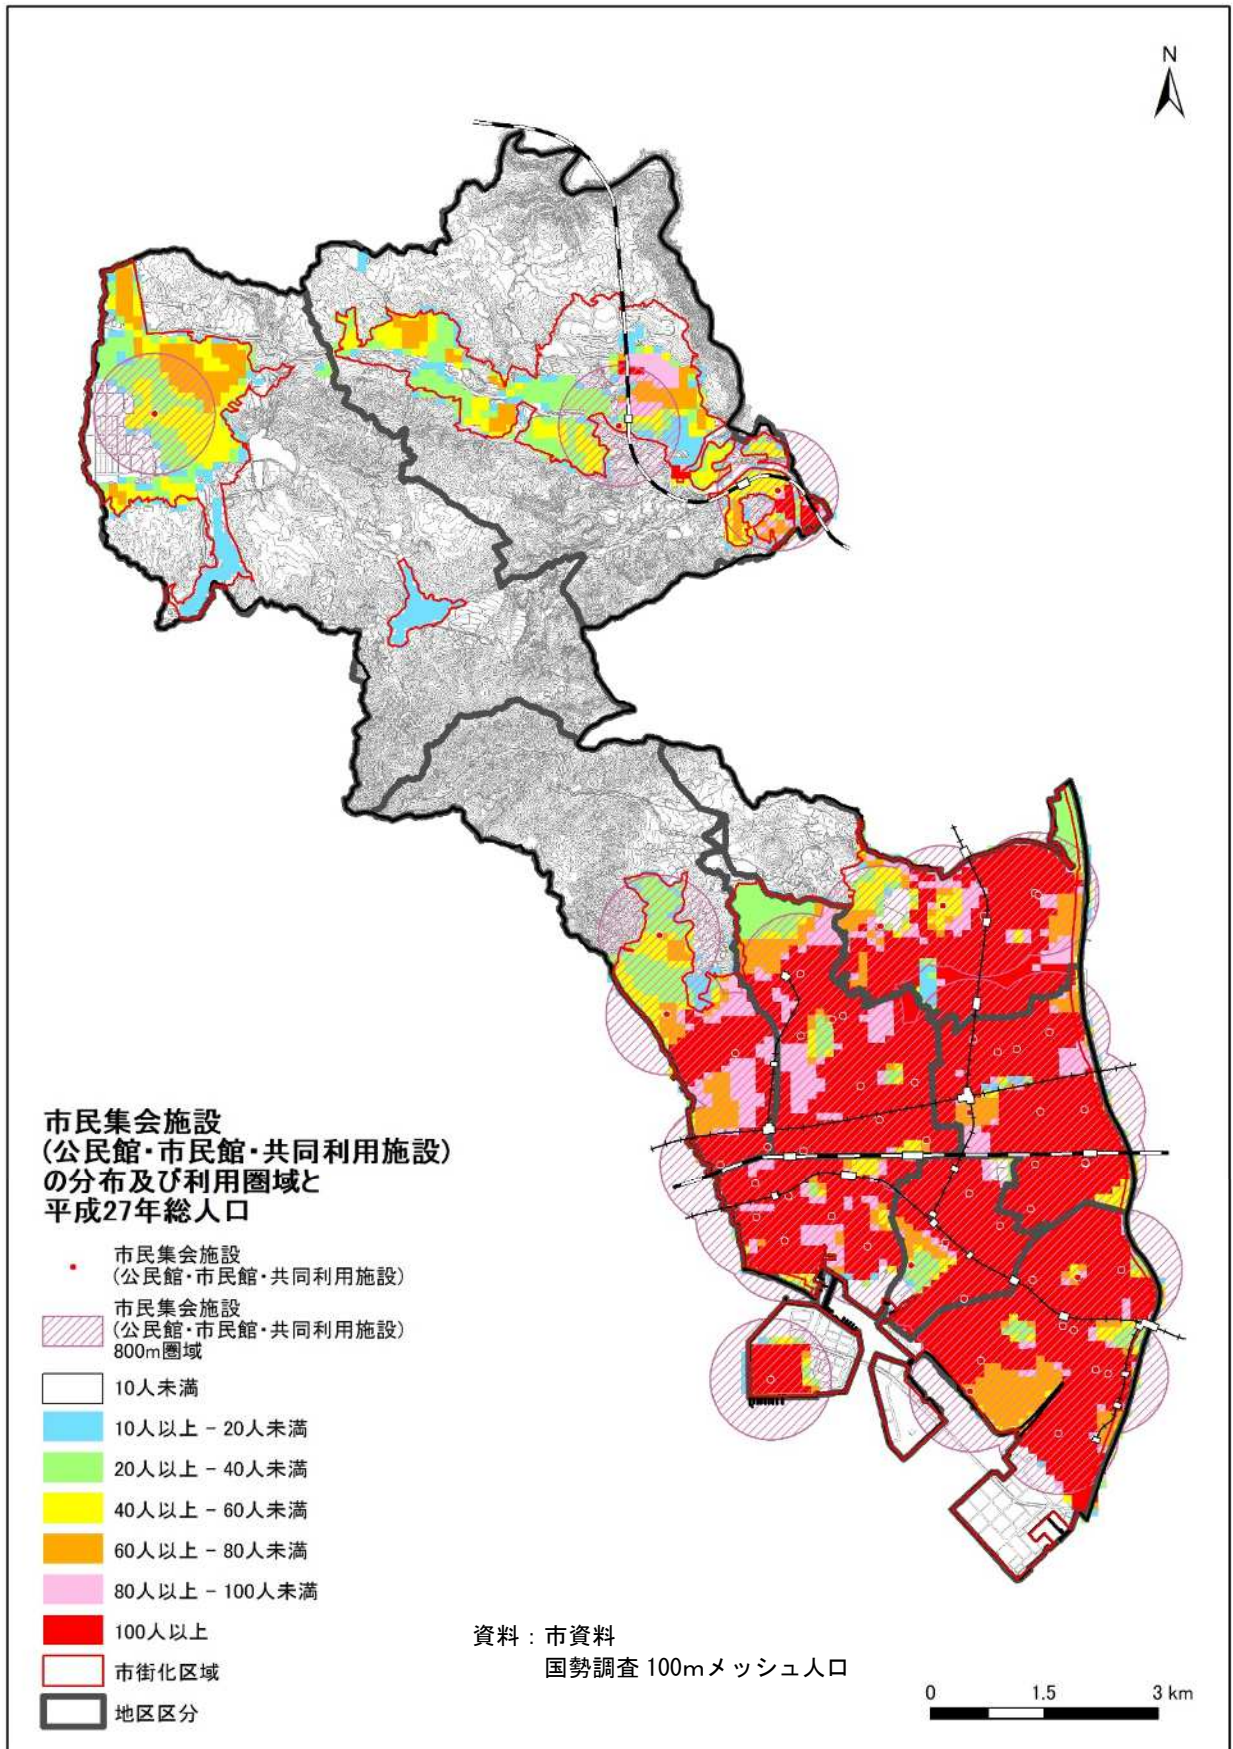 N
市民集会施設
(公民館・市民館・共同利用施設)
の分布及び利用圏域と
平成27年総人口
市民集会施設
(公民館・市民館・共同利用施設)
市民集会施設
(公民館・市民館・共同利用施設)
800m圏域
10人未満
10人以上 - 20人未満
20人以上 - 40人未満
40人以上 - 60人未満
60人以上 - 80人未満
80人以上 - 100人未満
100人以上
市街化区域
地区区分
資料：市資料
国勢調査 100mメッシュ人口
0 1.5 3 km